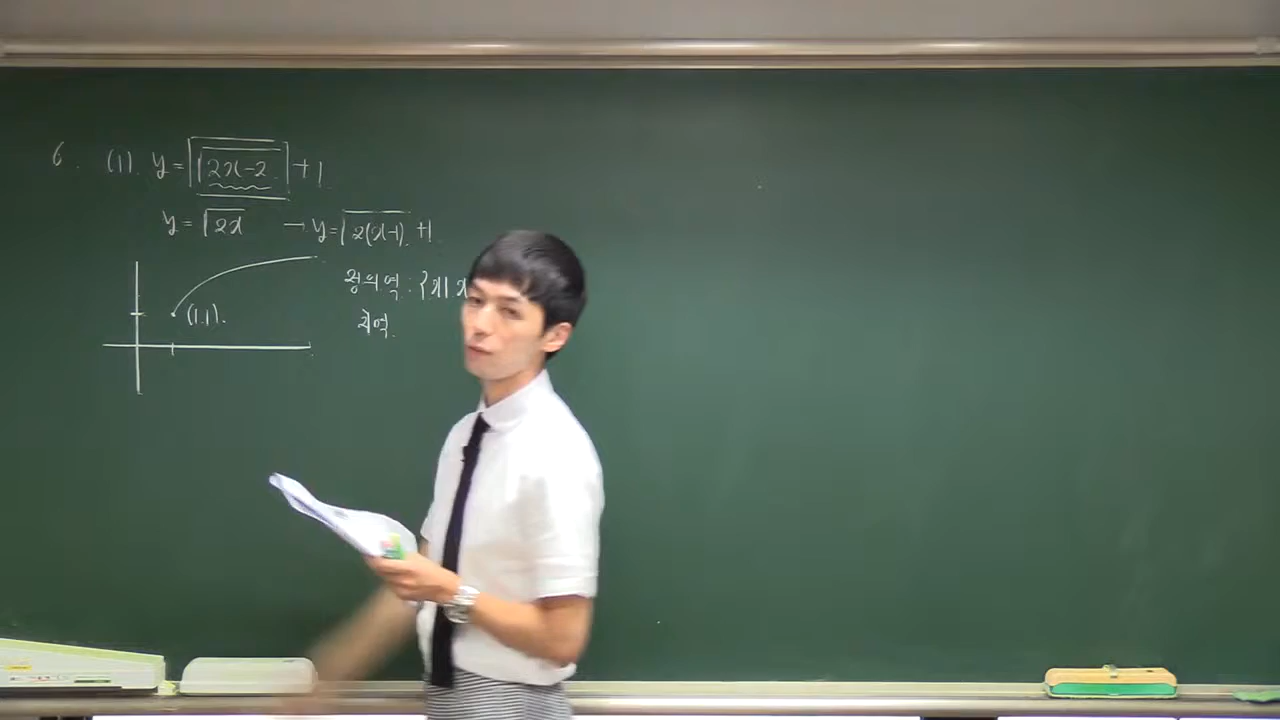 6. (1). y = √(2x-2) + 1
y = √2x → y = √(2(x-1)) + 1
정의역 : {x | x
(1,1).
치역